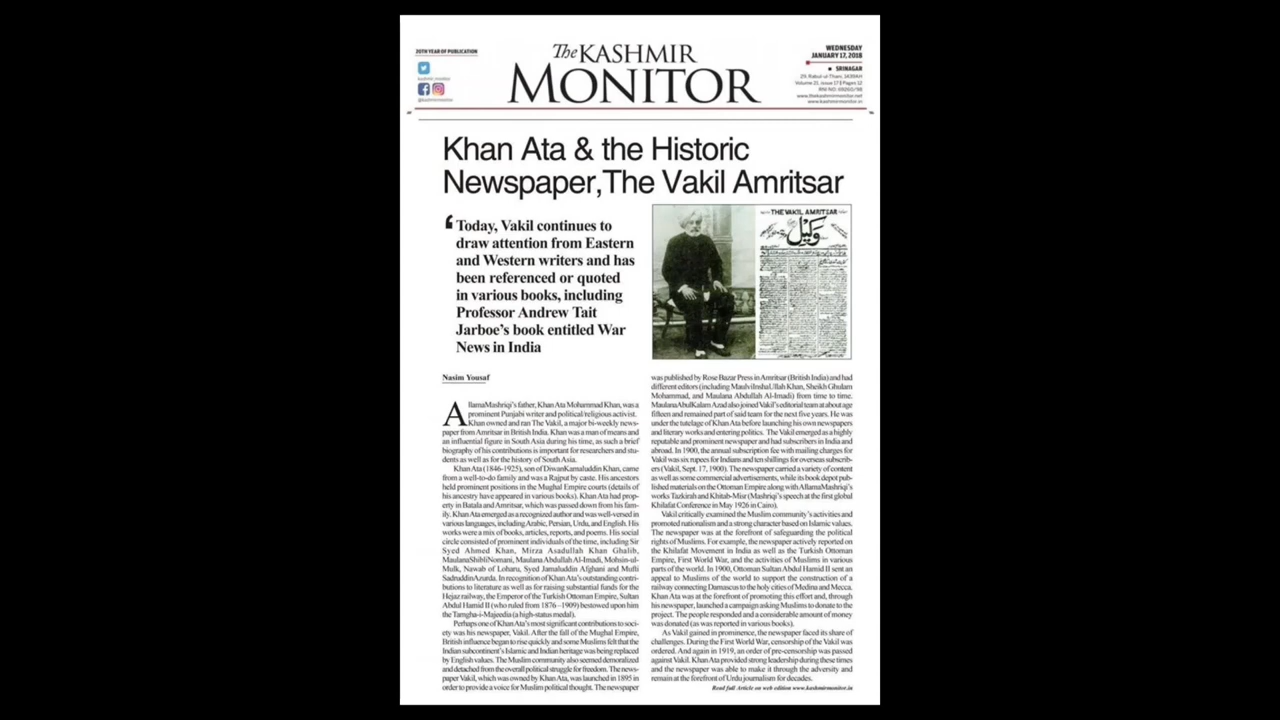 20TH YEAR OF PUBLICATION
kashmir_monitor
@kashmirmonitor
The KASHMIR
MONITOR
WEDNESDAY
JANUARY 17, 2018
SRINAGAR
29, Rabi-ul-Thani, 1439AH
Volume 21, Issue 17 | Pages 12
www.thekashmirmonitor.net
www.kashmirmonitor.in
Khan Ata & the Historic
Newspaper,The Vakil Amritsar
‘Today, Vakil continues to
draw attention from Eastern
and Western writers and has
been referenced or quoted
in various books, including
Professor Andrew Tait
Jarboe's book entitled War
News in India
THE VAKIL AMRITSAR
وکیل
Nasim Yousaf
AllamaMashriqi's father, Khan Ata Mohammad Khan, was a
prominent Punjabi writer and political/religious activist.
Khan owned and ran The Vakil, a major bi-weekly news-
paper from Amritsar in British India. Khan was a man of means and
an influential figure in South Asia during his time, as such a brief
biography of his contributions is important for researchers and stu-
dents as well as for the history of South Asia.
Khan Ata (1846-1925), son of DiwanKamaluddin Khan, came
from a well-to-do family and was a Rajput by caste. His ancestors
held prominent positions in the Mughal Empire courts (details of
his ancestry have appeared in various books). Khan Ata had prop-
erty in Batala and Amritsar, which was passed down from his fam-
ily. Khan Ata emerged as a recognized author and was well-versed in
various languages, including Arabic, Persian, Urdu, and English. His
works were a mix of books, articles, reports, and poems. His social
circle consisted of prominent individuals of the time, including Sir
Syed Ahmed Khan, Mirza Asadullah Khan Ghalib,
MaulanaShibliNomani, Maulana Abdullah Al-Imadi, Mohsin-ul-
Mulk, Nawab of Loharu, Syed Jamaluddin Afghani and Mufti
SadruddinAzurda. In recognition of Khan Ata's outstanding contri-
butions to literature as well as for raising substantial funds for the
Hejaz railway, the Emperor of the Turkish Ottoman Empire, Sultan
Abdul Hamid II (who ruled from 1876 –1909) bestowed upon him
the Tamgha-i-Majeedia (a high-status medal).
Perhaps one of Khan Ata's most significant contributions to soci-
ety was his newspaper, Vakil. After the fall of the Mughal Empire,
British influence began to rise quickly and some Muslims felt that the
Indian subcontinent's Islamic and Indian heritage was being replaced
by English values. The Muslim community also seemed demoralized
and detached from the overall political struggle for freedom. The news-
paper Vakil, which was owned by Khan Ata, was launched in 1895 in
order to provide a voice for Muslim political thought. The newspaper
was published by Rose Bazar Press in Amritsar (British India) and had
different editors (including MaulviInshaUllah Khan, Sheikh Ghulam
Mohammad, and Maulana Abdullah Al-Imadi) from time to time.
MaulanaAbulKalam Azad also joined Vakil's editorial team at about age
fifteen and remained part of said team for the next five years. He was
under the tutelage of Khan Ata before launching his own newspapers
and literary works and entering politics. The Vakil emerged as a highly
reputable and prominent newspaper and had subscribers in India and
abroad. In 1900, the annual subscription fee with mailing charges for
Vakil was six rupees for Indians and ten shillings for overseas subscrib-
ers (Vakil, Sept. 17, 1900). The newspaper carried a variety of content
as well as some commercial advertisements, while its book depot pub-
lished materials on the Ottoman Empire along with AllamaMashriqi's
works Tazkirah and Khitab-Misr (Mashriqi's speech at the first global
Khilafat Conference in May 1926 in Cairo).
Vakil critically examined the Muslim community's activities and
promoted nationalism and a strong character based on Islamic values.
The newspaper was at the forefront of safeguarding the political
rights of Muslims. For example, the newspaper actively reported on
the Khilafat Movement in India as well as the Turkish Ottoman
Empire, First World War, and the activities of Muslims in various
parts of the world. In 1900, Ottoman Sultan Abdul Hamid II sent an
appeal to Muslims of the world to support the construction of a
railway connecting Damascus to the holy cities of Medina and Mecca.
Khan Ata was at the forefront of promoting this effort and, through
his newspaper, launched a campaign asking Muslims to donate to the
project. The people responded and a considerable amount of money
was donated (as was reported in various books).
As Vakil gained in prominence, the newspaper faced its share of
challenges. During the First World War, censorship of the Vakil was
ordered. And again in 1919, an order of pre-censorship was passed
against Vakil. Khan Ata provided strong leadership during these times
and the newspaper was able to make it through the adversity and
remain at the forefront of Urdu journalism for decades.
Read full Article on web edition www.kashmirmonitor.in